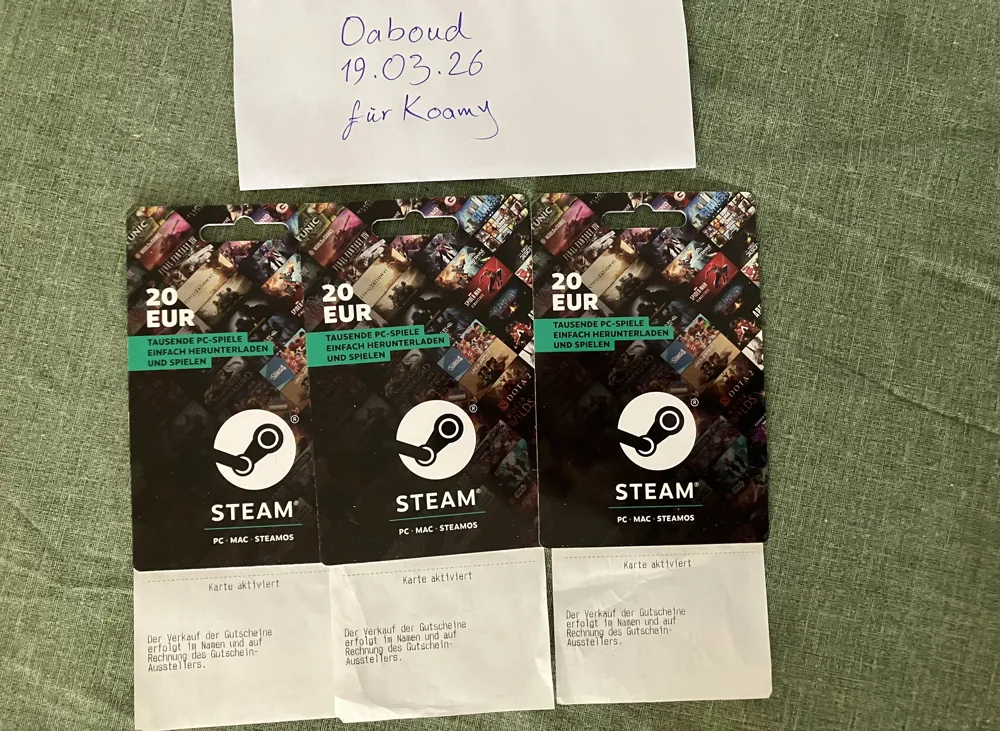 Oaboud
19.03.26
für Koamy
20
EUR
TAUSENDE PC-SPIELE
EINFACH HERUNTERLADEN
UND SPIELEN
STEAM®
PC · MAC · STEAMOS
Karte aktiviert
Der Verkauf der Gutscheine
erfolgt im Namen und auf
Rechnung des Gutschein-
Ausstellers.
20
EUR
TAUSENDE PC-SPIELE
EINFACH HERUNTERLADEN
UND SPIELEN
DOTA 2
STEAM®
PC · MAC · STEAMOS
Karte aktiviert
Der Verkauf der Gutscheine
erfolgt im Namen und auf
Rechnung des Gutschein-
Ausstellers.
20
EUR
TAUSENDE PC-SPIELE
EINFACH HERUNTERLADEN
UND SPIELEN
DOTA 2
STEAM®
PC · MAC · STEAMOS
Karte aktiviert
Der Verkauf der Gutscheine
erfolgt im Namen und auf
Rechnung des Gutschein-
Ausstellers.